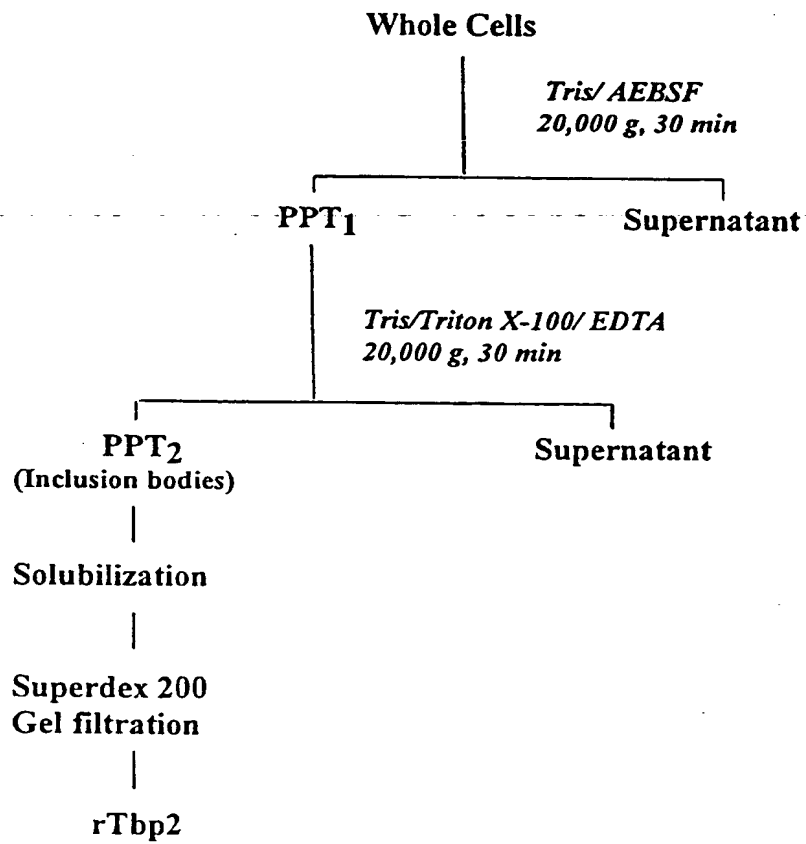 Whole Cells
Tris/AEBSF
20,000 g, 30 min
PPT1
Supernatant
Tris/Triton X-100/ EDTA
20,000 g, 30 min
PPT2
(Inclusion bodies)
Supernatant
Solubilization
Superdex 200
Gel filtration
rTbp2